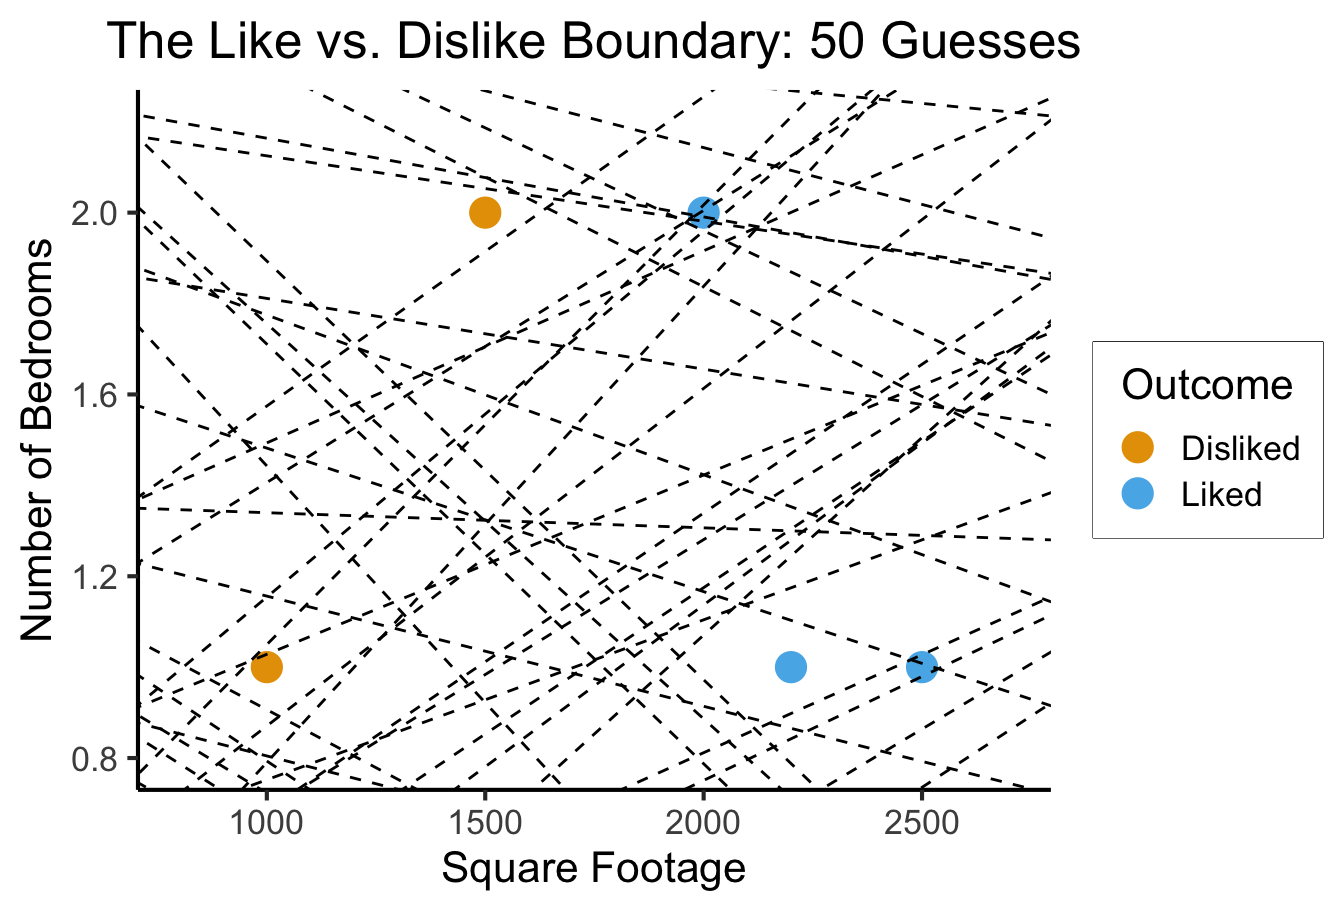 The Like vs. Dislike Boundary: 50 Guesses
Number of Bedrooms
2.0
1.6
1.2
0.8
1000 1500 2000 2500
Square Footage
Outcome
Disliked
Liked